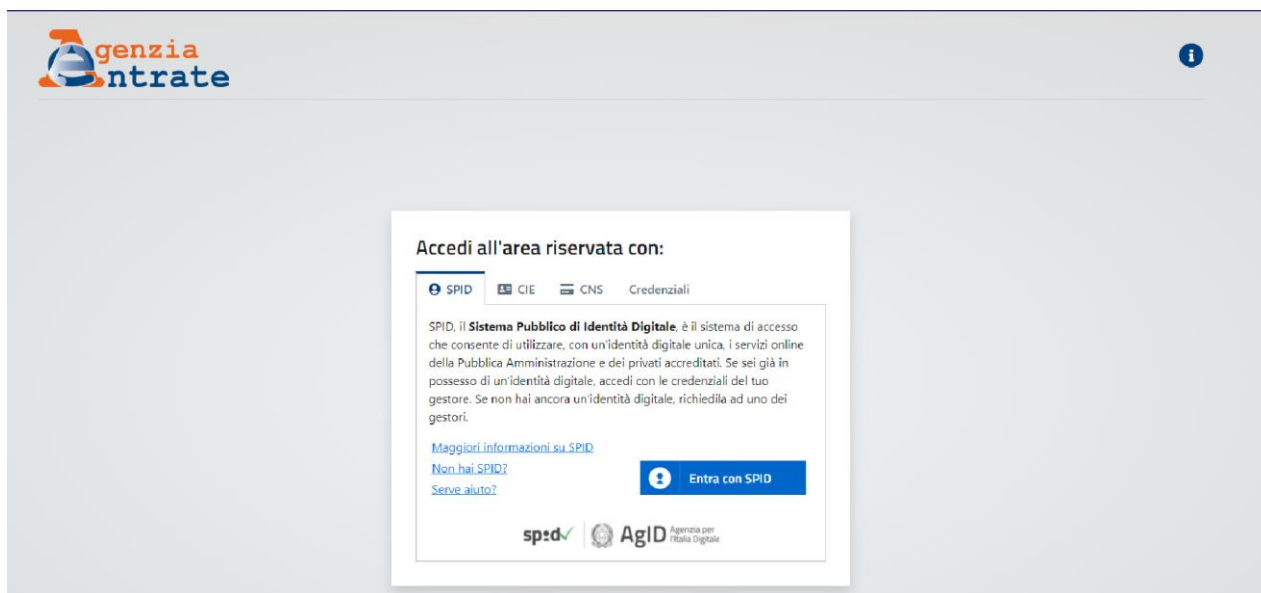 Agenzia
Entrate
Accedi all'area riservata con:
SPID CIE CNS Credenziali
SPID, il Sistema Pubblico di Identità Digitale, è il sistema di accesso
che consente di utilizzare, con un'identità digitale unica, i servizi online
della Pubblica Amministrazione e dei privati accreditati. Se sei già in
possesso di un'identità digitale, accedi con le credenziali del tuo
gestore. Se non hai ancora un'identità digitale, richiedila ad uno dei
gestori.
Maggiori informazioni su SPID
Non hai SPID?
Serve aiuto?
Entra con SPID
spid AgID Agenzia per
l'Italia Digitale